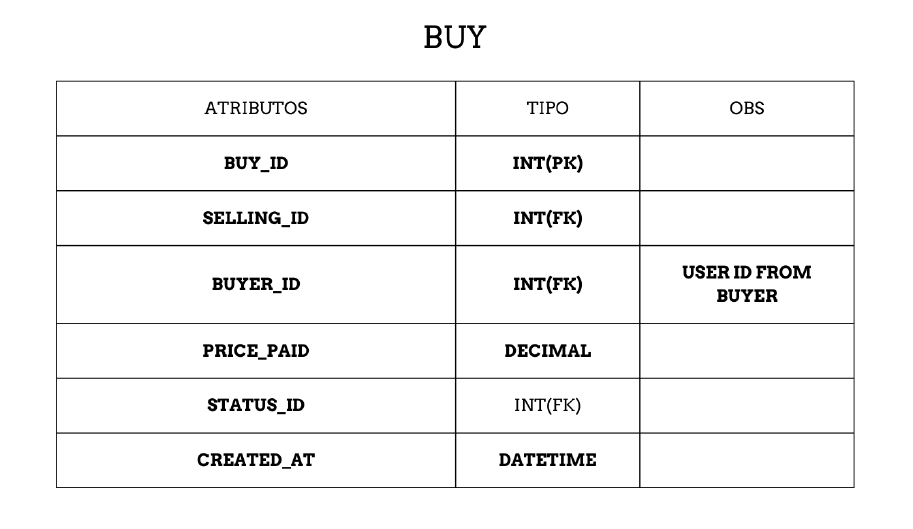 BUY
ATRIBUTOS TIPO OBS
BUY_ID INT(PK)
SELLING_ID INT(FK)
BUYER_ID INT(FK) USER ID FROM
BUYER
PRICE_PAID DECIMAL
STATUS_ID INT(FK)
CREATED_AT DATETIME